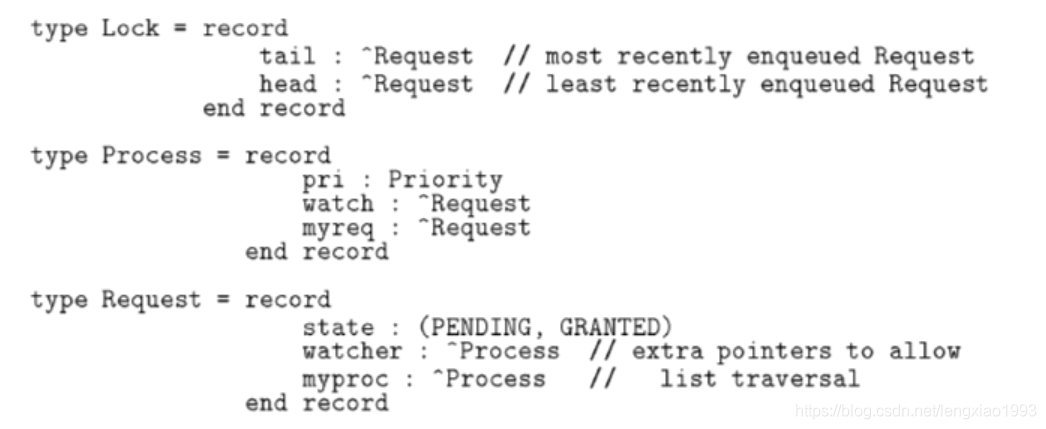 type Lock = record
tail : ^Request // most recently enqueued Request
head : ^Request // least recently enqueued Request
end record
type Process = record
pri : Priority
watch : ^Request
myreq : ^Request
end record
type Request = record
state : (PENDING, GRANTED)
watcher : ^Process // extra pointers to allow
myproc : ^Process // list traversal
end record
https://blog.csdn.net/lengxiao1993